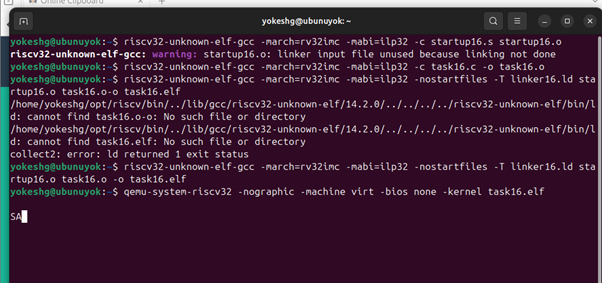 Online Clipboard
yokeshg@ubunuyok: ~
yokeshg@ubunuyok:~$ riscv32-unknown-elf-gcc -march=rv32imc -mabi=ilp32 -c startup16.s startup16.o
riscv32-unknown-elf-gcc: warning: startup16.o: linker input file unused because linking not done
yokeshg@ubunuyok:~$ riscv32-unknown-elf-gcc -march=rv32imc -mabi=ilp32 -c task16.c -o task16.o
yokeshg@ubunuyok:~$ riscv32-unknown-elf-gcc -march=rv32imc -mabi=ilp32 -nostartfiles -T linker16.ld sta
rtup16.o task16.o-o task16.elf
/home/yokeshg/opt/riscv/bin/../lib/gcc/riscv32-unknown-elf/14.2.0/../../../../riscv32-unknown-elf/bin/l
d: cannot find task16.o-o: No such file or directory
/home/yokeshg/opt/riscv/bin/../lib/gcc/riscv32-unknown-elf/14.2.0/../../../../riscv32-unknown-elf/bin/l
d: cannot find task16.elf: No such file or directory
collect2: error: ld returned 1 exit status
yokeshg@ubunuyok:~$ riscv32-unknown-elf-gcc -march=rv32imc -mabi=ilp32 -nostartfiles -T linker16.ld sta
rtup16.o task16.o -o task16.elf
yokeshg@ubunuyok:~$ qemu-system-riscv32 -nographic -machine virt -bios none -kernel task16.elf
SA